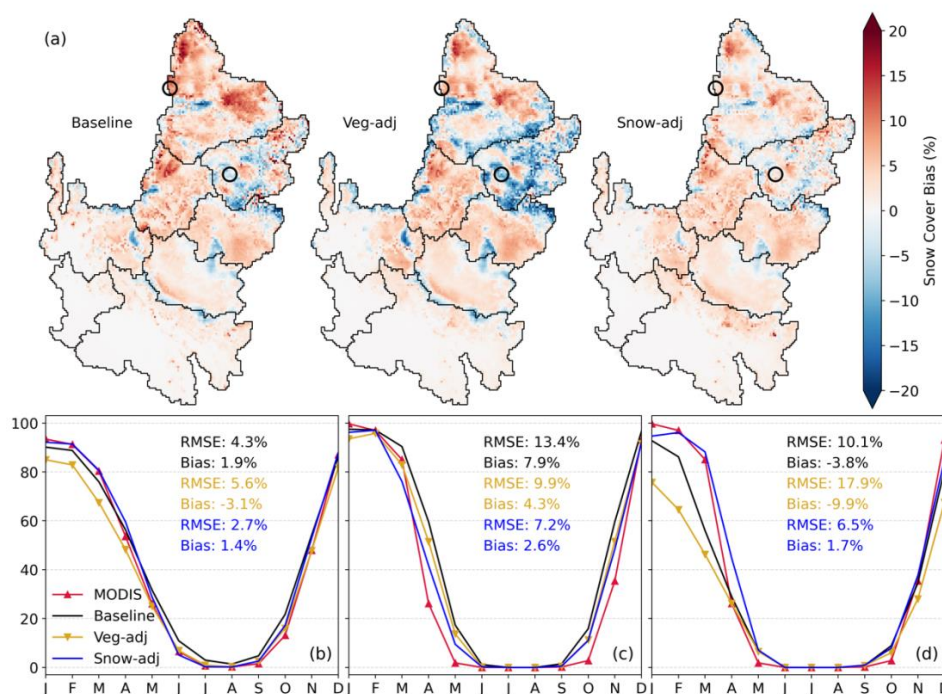 (a)
Baseline
Veg-adj
Snow-adj
20
15
10
5
0
−5
−10
−15
−20
Snow Cover Bias (%)
100
80
60
40
20
0
RMSE: 4.3%
Bias: 1.9%
RMSE: 5.6%
Bias: -3.1%
RMSE: 2.7%
Bias: 1.4%
MODIS
Baseline
Veg-adj
Snow-adj
(b)
J F M A M J J A S O N D
RMSE: 13.4%
Bias: 7.9%
RMSE: 9.9%
Bias: 4.3%
RMSE: 7.2%
Bias: 2.6%
(c)
J F M A M J J A S O N D
RMSE: 10.1%
Bias: -3.8%
RMSE: 17.9%
Bias: -9.9%
RMSE: 6.5%
Bias: 1.7%
(d)
J F M A M J J A S O N D